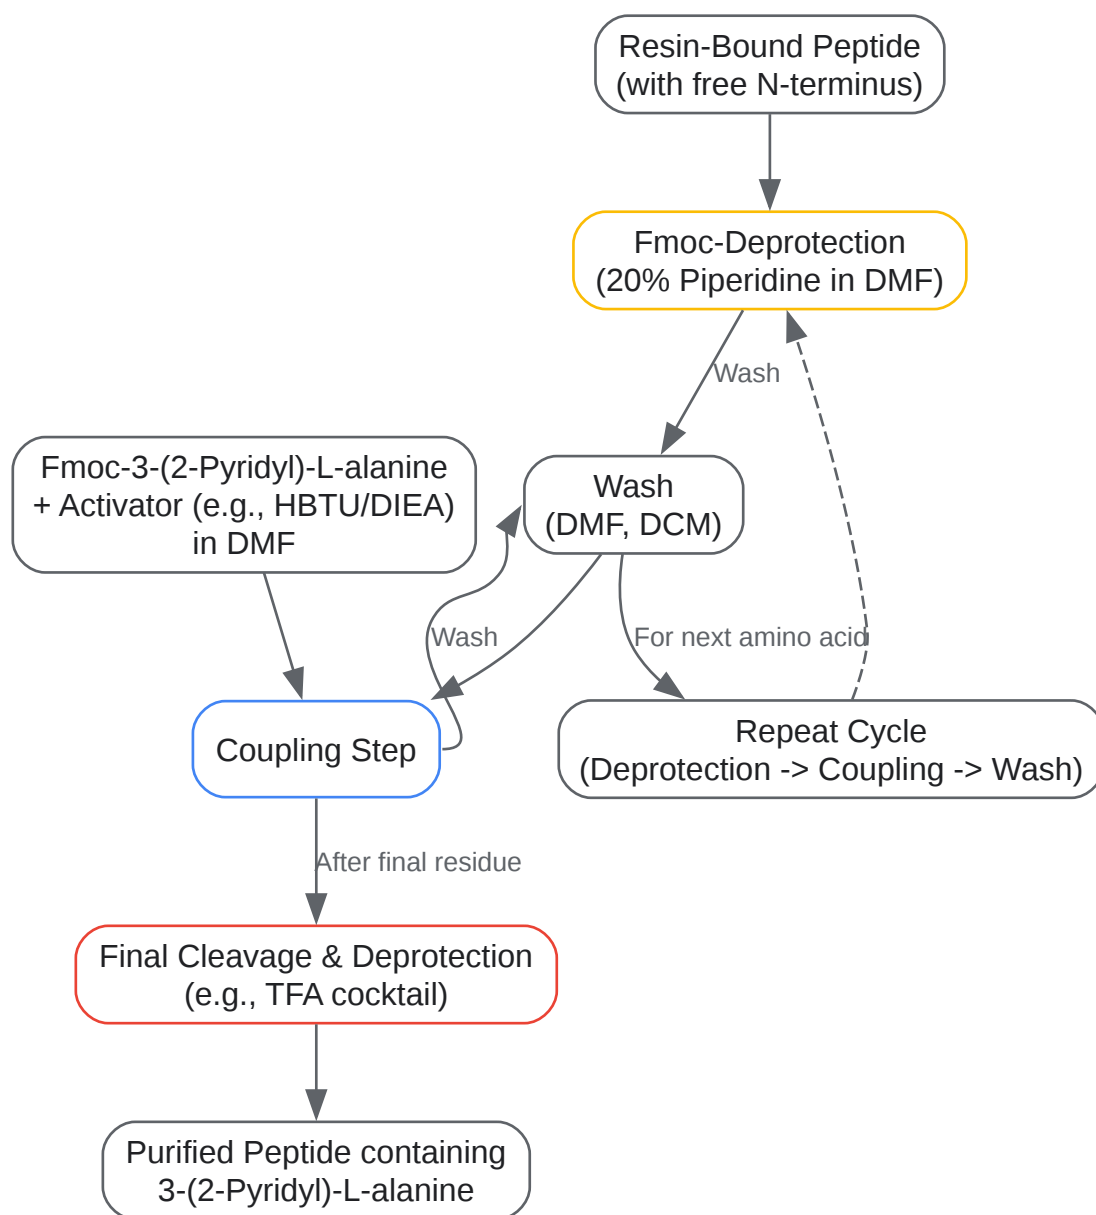 Resin-Bound Peptide
(with free N-terminus)
Fmoc-Deprotection
(20% Piperidine in DMF)
Wash
Fmoc-3-(2-Pyridyl)-L-alanine
+ Activator (e.g., HBTU/DIEA)
in DMF
Wash
(DMF, DCM)
Wash
For next amino acid
Coupling Step
Repeat Cycle
(Deprotection -> Coupling -> Wash)
After final residue
Final Cleavage & Deprotection
(e.g., TFA cocktail)
Purified Peptide containing
3-(2-Pyridyl)-L-alanine